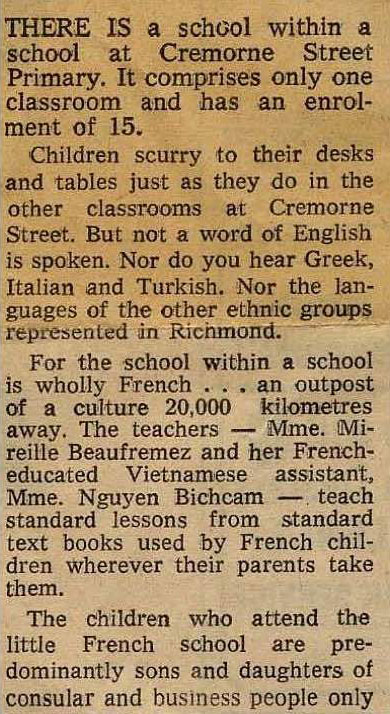 THERE IS a school within a
school at Cremorne Street
Primary. It comprises only one
classroom and has an enrol-
ment of 15.
Children scurry to their desks
and tables just as they do in the
other classrooms at Cremorne
Street. But not a word of English
is spoken. Nor do you hear Greek,
Italian and Turkish. Nor the lan-
guages of the other ethnic groups
represented in Richmond.
For the school within a school
is wholly French . . . an outpost
of a culture 20,000 kilometres
away. The teachers — Mme. Mi-
reille Beaufremez and her French-
educated Vietnamese assistant,
Mme. Nguyen Bichcam — teach
standard lessons from standard
text books used by French chil-
dren wherever their parents take
them.
The children who attend the
little French school are pre-
dominantly sons and daughters of
consular and business people only